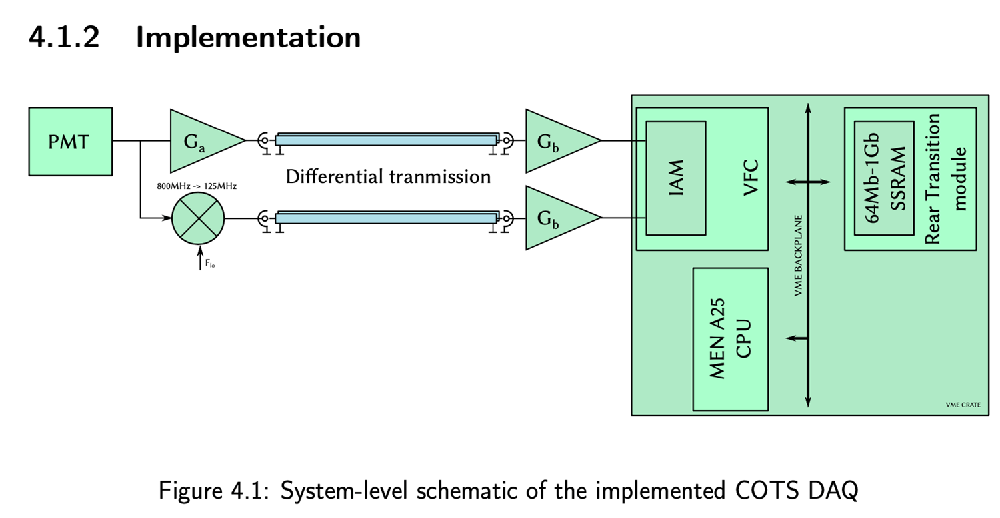 4.1.2 Implementation
PMT
Ga
800MHz -> 125MHz
Flo
Differential tranmission
Gb
Gb
IAM
VFC
MEN A25
CPU
VME BACKPLANE
64Mb-1Gb
SSRAM
Rear Transition
module
VME CRATE
Figure 4.1: System-level schematic of the implemented COTS DAQ